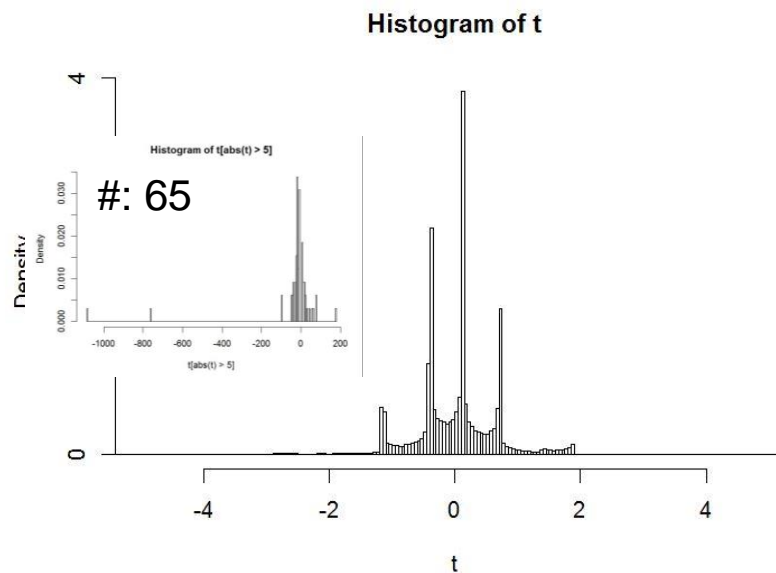 Histogram of t
4
Density
0
-4 -2 0 2 4
t
Histogram of t[abs(t) > 5]
#: 65
Density
0.030
0.020
0.010
0.000
-1000 -800 -600 -400 -200 0 200
t[abs(t) > 5]